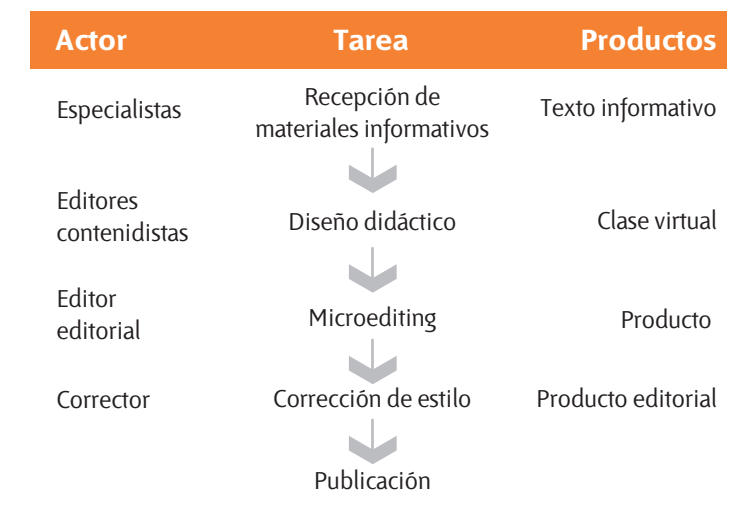 Actor Tarea Productos
Especialistas
Recepción de
materiales informativos
Texto informativo
Editores
contenidistas
Diseño didáctico
Clase virtual
Editor
editorial
Microediting
Producto
Corrector
Corrección de estilo
Producto editorial
Publicación